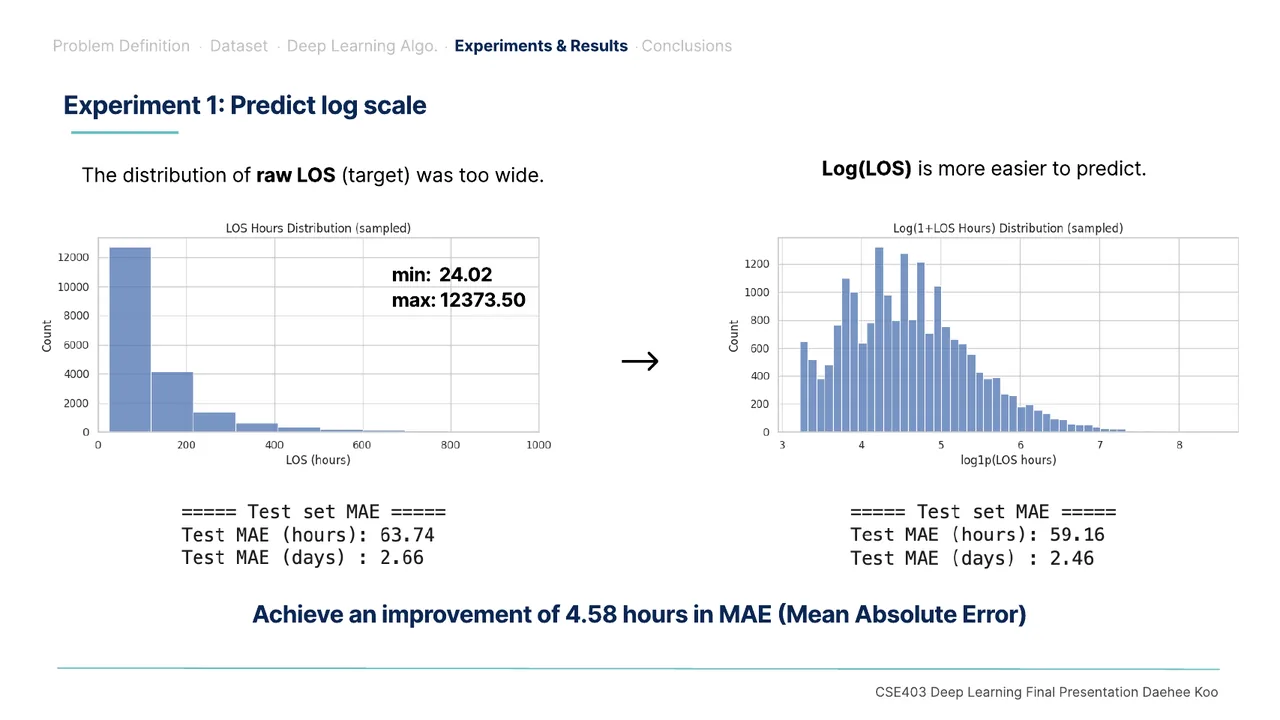 Problem Definition · Dataset · Deep Learning Algo. · Experiments & Results · Conclusions
Experiment 1: Predict log scale
The distribution of raw LOS (target) was too wide.
LOS Hours Distribution (sampled)
min: 24.02
max: 12373.50
12000
10000
8000
6000
4000
2000
0
Count
0 200 400 600 800 1000
LOS (hours)
===== Test set MAE =====
Test MAE (hours): 63.74
Test MAE (days) : 2.66
→
Log(LOS) is more easier to predict.
Log(1+LOS Hours) Distribution (sampled)
1200
1000
800
600
400
200
0
Count
3 4 5 6 7 8
log1p(LOS hours)
===== Test set MAE =====
Test MAE (hours): 59.16
Test MAE (days) : 2.46
Achieve an improvement of 4.58 hours in MAE (Mean Absolute Error)
CSE403 Deep Learning Final Presentation Daehee Koo